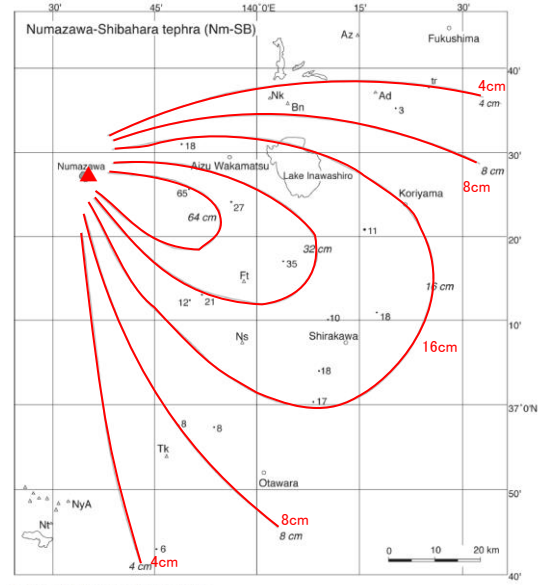 30' 45' 140°0'E 15' 30'
Numazawa-Shibahara tephra (Nm-SB)
Az
Fukushima
40'
tr
4cm
Nk
Ad
4 cm
Bn
3
18
30'
Numazawa
Aizu Wakamatsu
8 cm
Lake Inawashiro
8cm
65
Koriyama
27
64 cm
11
20'
32 cm
35
Ft
16 cm
12
21
10
18
10'
Ns
Shirakawa
16cm
18
17
37°0'N
8
8
Tk
Otawara
50'
NyA
8cm
Nt
8 cm
6
4cm
4 cm
0 10 20 km
40'